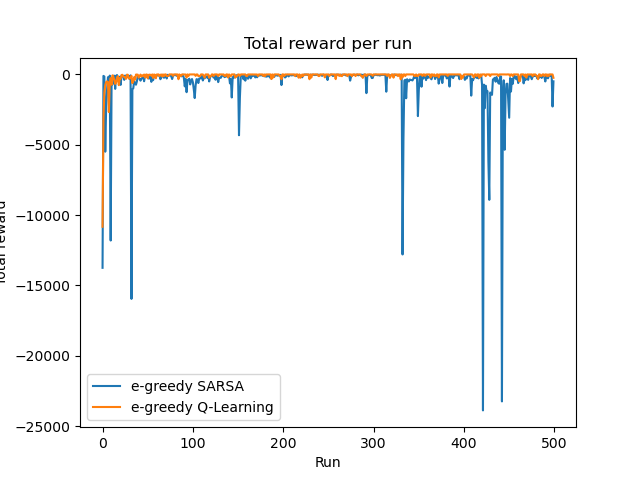 Total reward per run
0
−5000
−10000
−15000
−20000
−25000
Total reward
e-greedy SARSA
e-greedy Q-Learning
0 100 200 300 400 500
Run